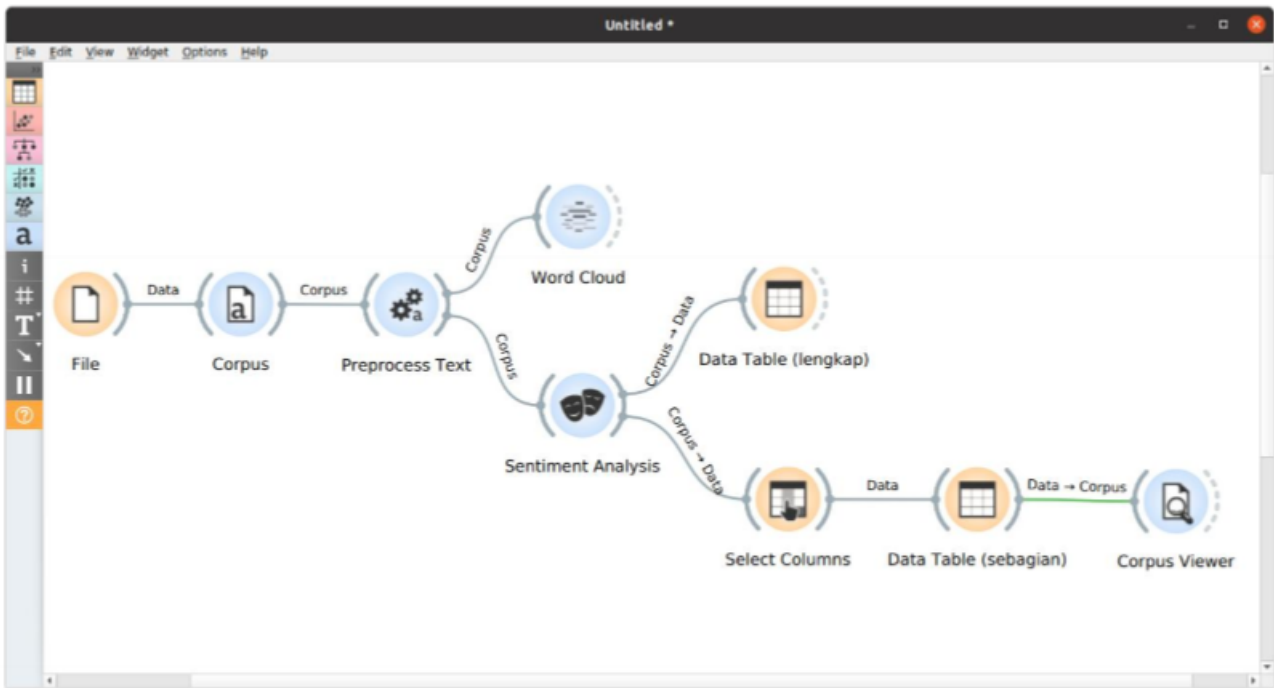 Untitled *
File Edit View Widget Options Help
a
i
#
T
?
Corpus
Word Cloud
Data
Corpus
a
a
File
Corpus
Preprocess Text
Corpus
Corpus → Data
Data Table (lengkap)
Sentiment Analysis
Corpus → Data
Data
Data → Corpus
Select Columns
Data Table (sebagian)
Corpus Viewer